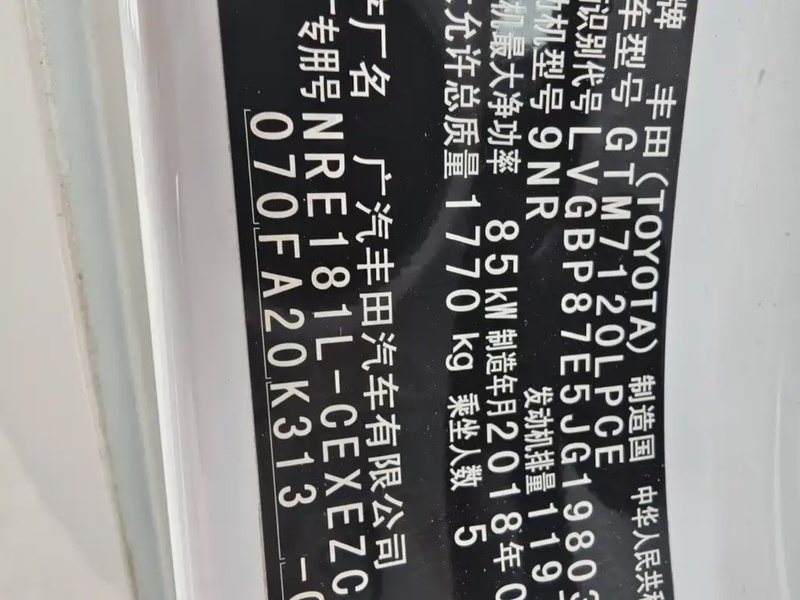 牌 丰田(TOYOTA) 制造国 中华人民共和
车型号 GTM7120LPCE
识别代号 LVGBP87E5JG19803
机型号 9NR 发动机排量 119
机最大净功率 85kW 制造年月2018年0
允许总质量 1770 kg 乘坐人数 5
厂名 广汽丰田汽车有限公司
专用号 NRE181L-CEXEZC
070FA20K313 -